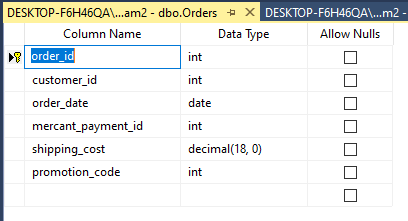 DESKTOP-F6H46QA\...am2 - dbo.Orders DESKTOP-F6H46QA\...m2 - db
Column Name Data Type Allow Nulls
order_id int
customer_id int
order_date date
mercant_payment_id int
shipping_cost decimal(18, 0)
promotion_code int